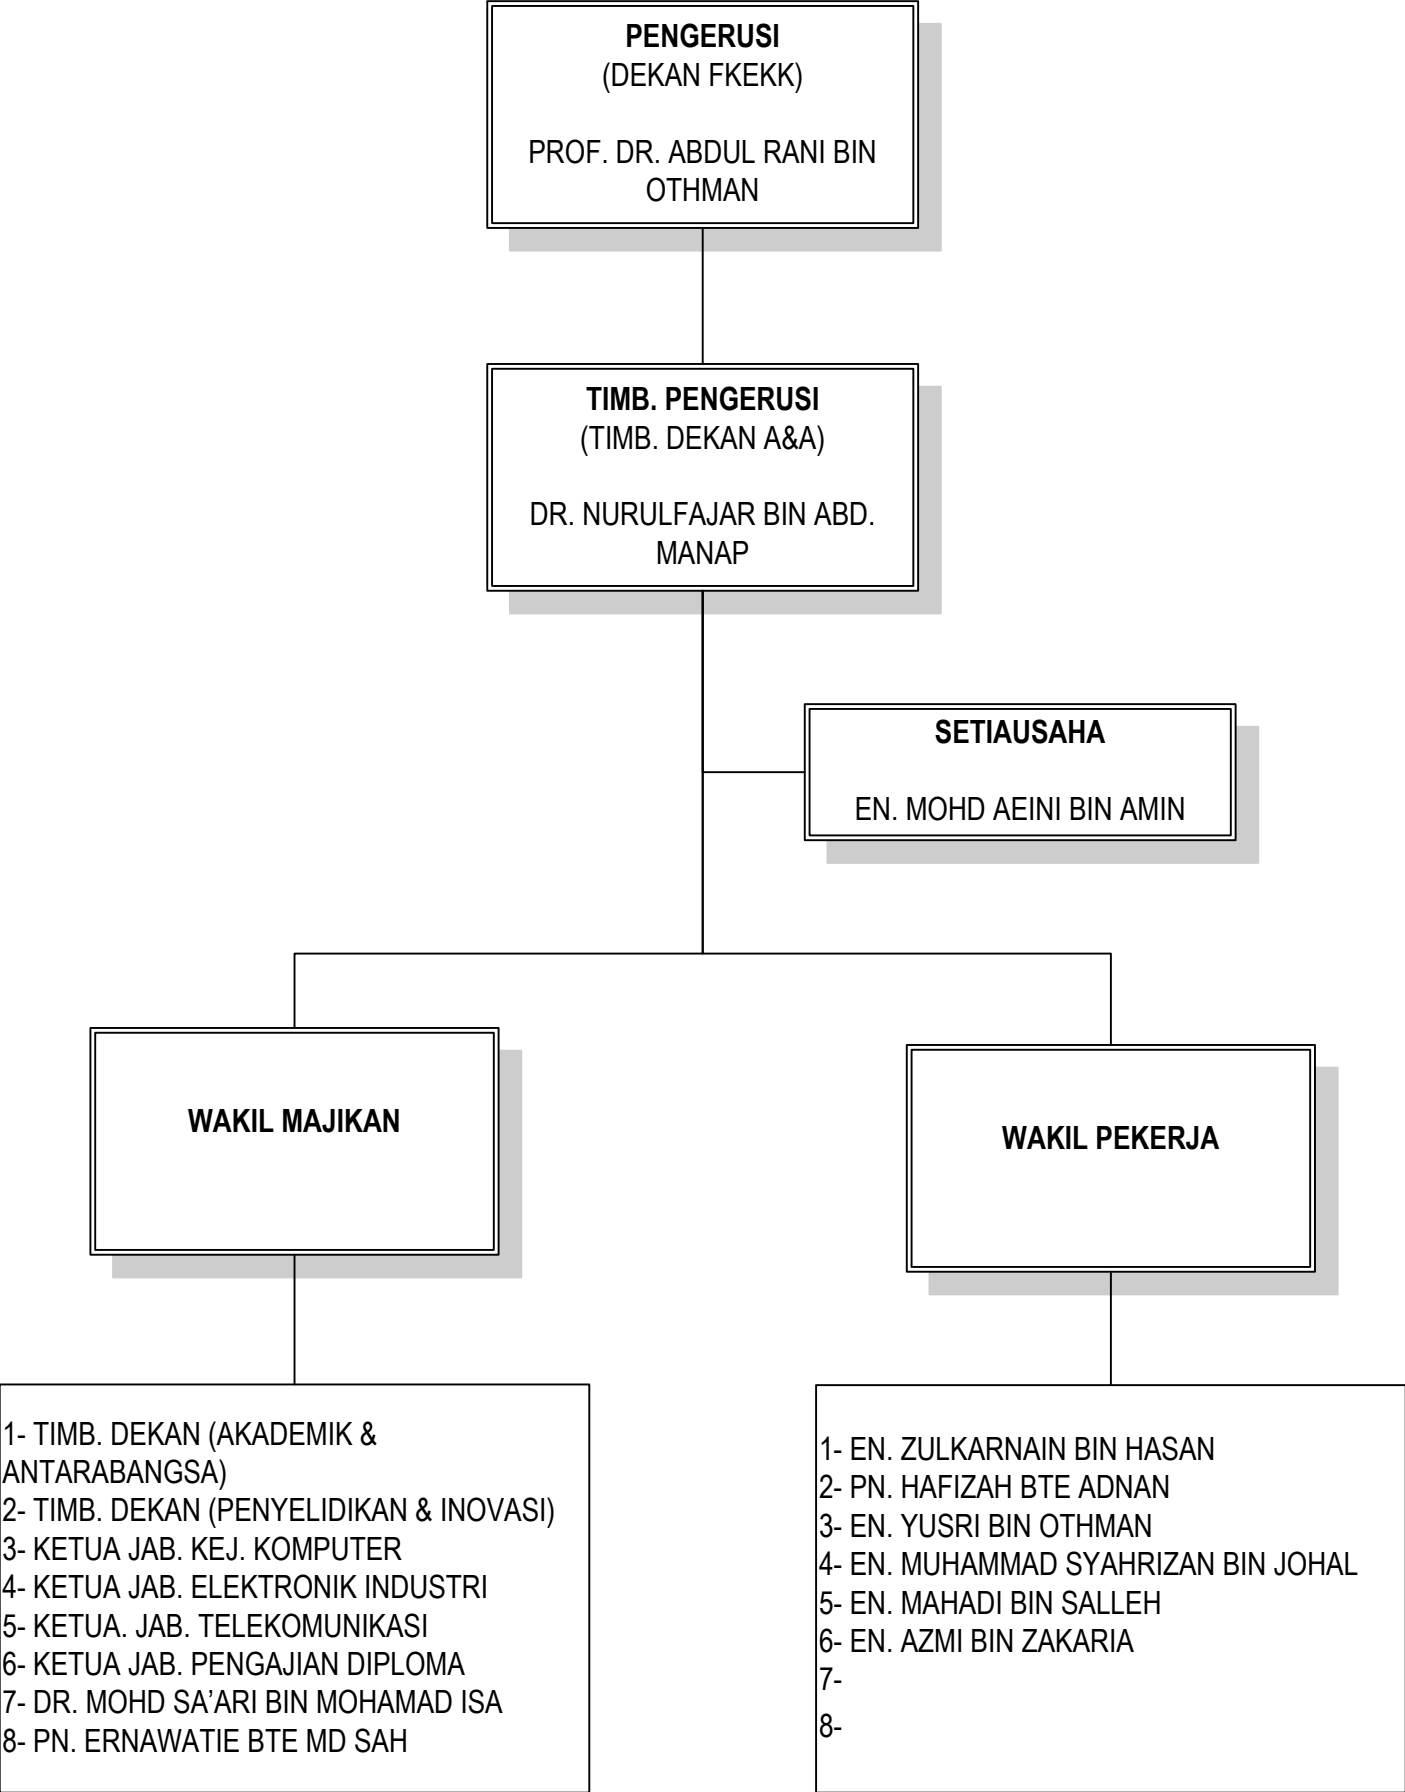 PENGERUSI
(DEKAN FKEKK)
PROF. DR. ABDUL RANI BIN
OTHMAN
TIMB. PENGERUSI
(TIMB. DEKAN A&A)
DR. NURULFAJAR BIN ABD.
MANAP
SETIAUSAHA
EN. MOHD AEINI BIN AMIN
WAKIL MAJIKAN
WAKIL PEKERJA
1- TIMB. DEKAN (AKADEMIK &
ANTARABANGSA)
2- TIMB. DEKAN (PENYELIDIKAN & INOVASI)
3- KETUA JAB. KEJ. KOMPUTER
4- KETUA JAB. ELEKTRONIK INDUSTRI
5- KETUA. JAB. TELEKOMUNIKASI
6- KETUA JAB. PENGAJIAN DIPLOMA
7- DR. MOHD SA’ARI BIN MOHAMAD ISA
8- PN. ERNAWATIE BTE MD SAH
1- EN. ZULKARNAIN BIN HASAN
2- PN. HAFIZAH BTE ADNAN
3- EN. YUSRI BIN OTHMAN
4- EN. MUHAMMAD SYAHRIZAN BIN JOHAL
5- EN. MAHADI BIN SALLEH
6- EN. AZMI BIN ZAKARIA
7-
8-